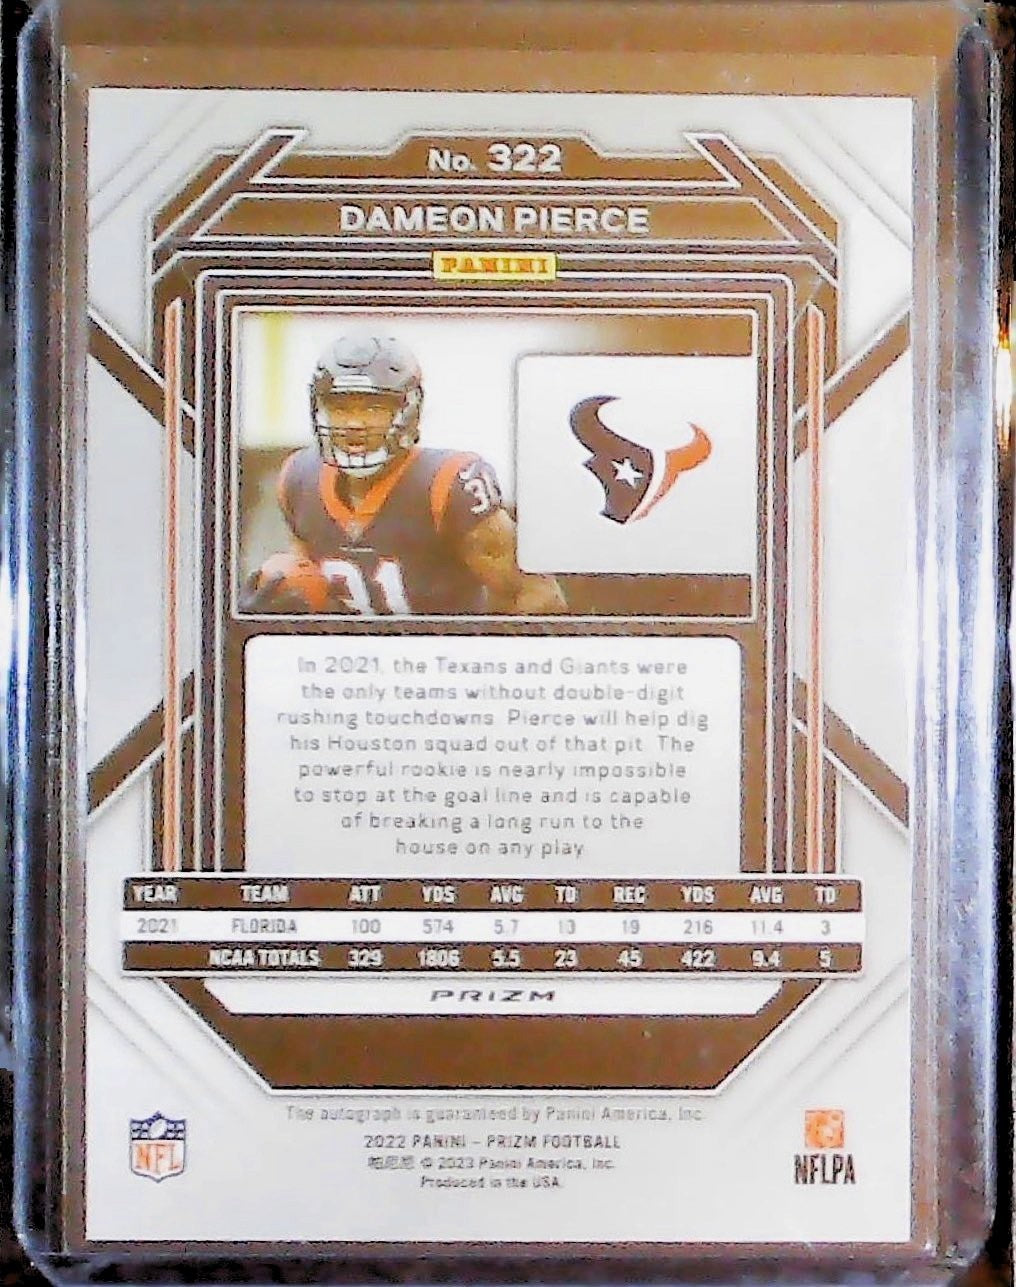 No. 322
DAMEON PIERCE
PANINI
31
31
In 2021, the Texans and Giants were
the only teams without double-digit
rushing touchdowns. Pierce will help dig
his Houston squad out of that pit. The
powerful rookie is nearly impossible
to stop at the goal line and is capable
of breaking a long run to the
house on any play.
YEAR TEAM ATT YDS AVG TD REC YDS AVG TD
2021 FLORIDA 100 574 5.7 13 19 216 11.4 3
NCAA TOTALS 329 1806 5.5 23 45 422 9.4 5
PRIZM
The autograph is guaranteed by Panini America, Inc.
2022 PANINI – PRIZM FOOTBALL
帕尼尼 © 2023 Panini America, Inc.
Produced in the USA.
NFL
NFLPA